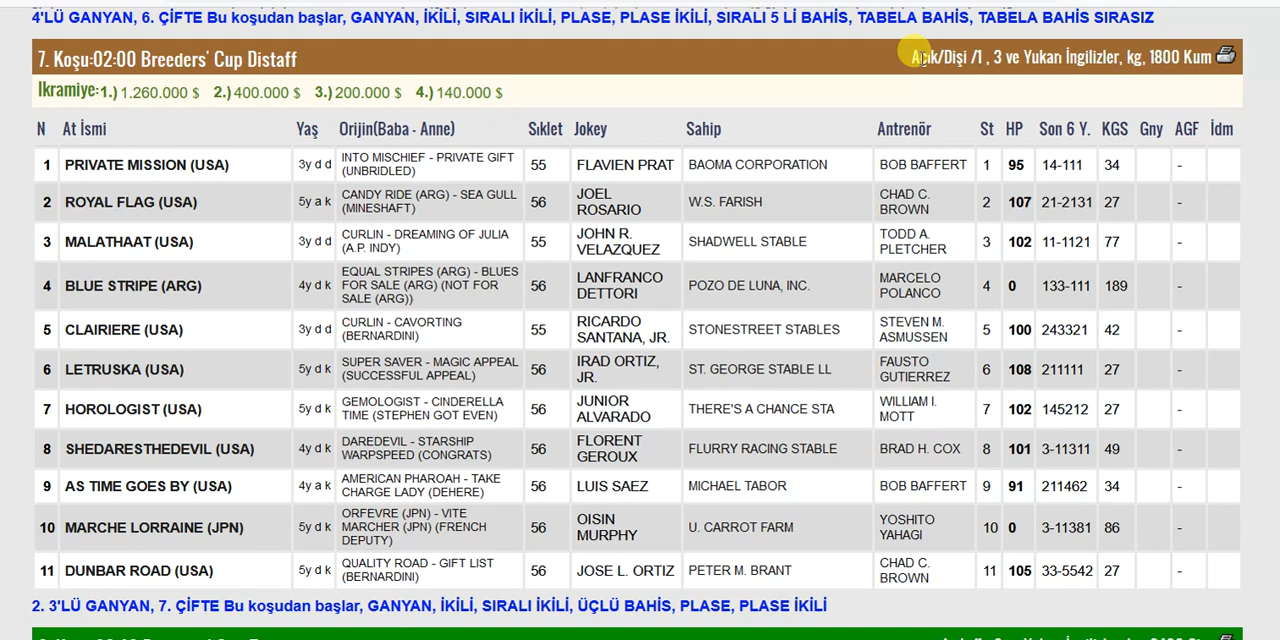 4'LÜ GANYAN, 6. ÇİFTE Bu koşudan başlar, GANYAN, İKİLİ, SIRALI İKİLİ, PLASE, PLASE İKİLİ, SIRALI 5 Lİ BAHİS, TABELA BAHİS, TABELA BAHİS SIRASIZ
7. Koşu:02:00 Breeders' Cup Distaff Açık/Dişi /1 , 3 ve Yukarı İngilizler, kg, 1800 Kum
İkramiye:1.) 1.260.000 $ 2.) 400.000 $ 3.) 200.000 $ 4.) 140.000 $
N At İsmi Yaş Orijin(Baba - Anne) Sıklet Jokey Sahip Antrenör St HP Son 6 Y. KGS Gny AGF İdm
1 PRIVATE MISSION (USA) 3y d d INTO MISCHIEF - PRIVATE GIFT (UNBRIDLED) 55 FLAVIEN PRAT BAOMA CORPORATION BOB BAFFERT 1 95 14-111 34 -
2 ROYAL FLAG (USA) 5y a k CANDY RIDE (ARG) - SEA GULL (MINESHAFT) 56 JOEL ROSARIO W.S. FARISH CHAD C. BROWN 2 107 21-2131 27 -
3 MALATHAAT (USA) 3y d d CURLIN - DREAMING OF JULIA (A.P. INDY) 55 JOHN R. VELAZQUEZ SHADWELL STABLE TODD A. PLETCHER 3 102 11-1121 77 -
4 BLUE STRIPE (ARG) 4y d k EQUAL STRIPES (ARG) - BLUES FOR SALE (ARG) (NOT FOR SALE (ARG)) 56 LANFRANCO DETTORI POZO DE LUNA, INC. MARCELO POLANCO 4 0 133-111 189 -
5 CLAIRIERE (USA) 3y d d CURLIN - CAVORTING (BERNARDINI) 55 RICARDO SANTANA, JR. STONESTREET STABLES STEVEN M. ASMUSSEN 5 100 243321 42 -
6 LETRUSKA (USA) 5y d k SUPER SAVER - MAGIC APPEAL (SUCCESSFUL APPEAL) 56 IRAD ORTIZ, JR. ST. GEORGE STABLE LL FAUSTO GUTIERREZ 6 108 211111 27 -
7 HOROLOGIST (USA) 5y d k GEMOLOGIST - CINDERELLA TIME (STEPHEN GOT EVEN) 56 JUNIOR ALVARADO THERE'S A CHANCE STA WILLIAM I. MOTT 7 102 145212 27 -
8 SHEDARESTHEDEVIL (USA) 4y d k DAREDEVIL - STARSHIP WARPSPEED (CONGRATS) 56 FLORENT GEROUX FLURRY RACING STABLE BRAD H. COX 8 101 3-11311 49 -
9 AS TIME GOES BY (USA) 4y a k AMERICAN PHAROAH - TAKE CHARGE LADY (DEHERE) 56 LUIS SAEZ MICHAEL TABOR BOB BAFFERT 9 91 211462 34 -
10 MARCHE LORRAINE (JPN) 5y d k ORFEVRE (JPN) - VITE MARCHER (JPN) (FRENCH DEPUTY) 56 OISIN MURPHY U. CARROT FARM YOSHITO YAHAGI 10 0 3-11381 86 -
11 DUNBAR ROAD (USA) 5y d k QUALITY ROAD - GIFT LIST (BERNARDINI) 56 JOSE L. ORTIZ PETER M. BRANT CHAD C. BROWN 11 105 33-5542 27 -
2. 3'LÜ GANYAN, 7. ÇİFTE Bu koşudan başlar, GANYAN, İKİLİ, SIRALI İKİLİ, ÜÇLÜ BAHİS, PLASE, PLASE İKİLİ